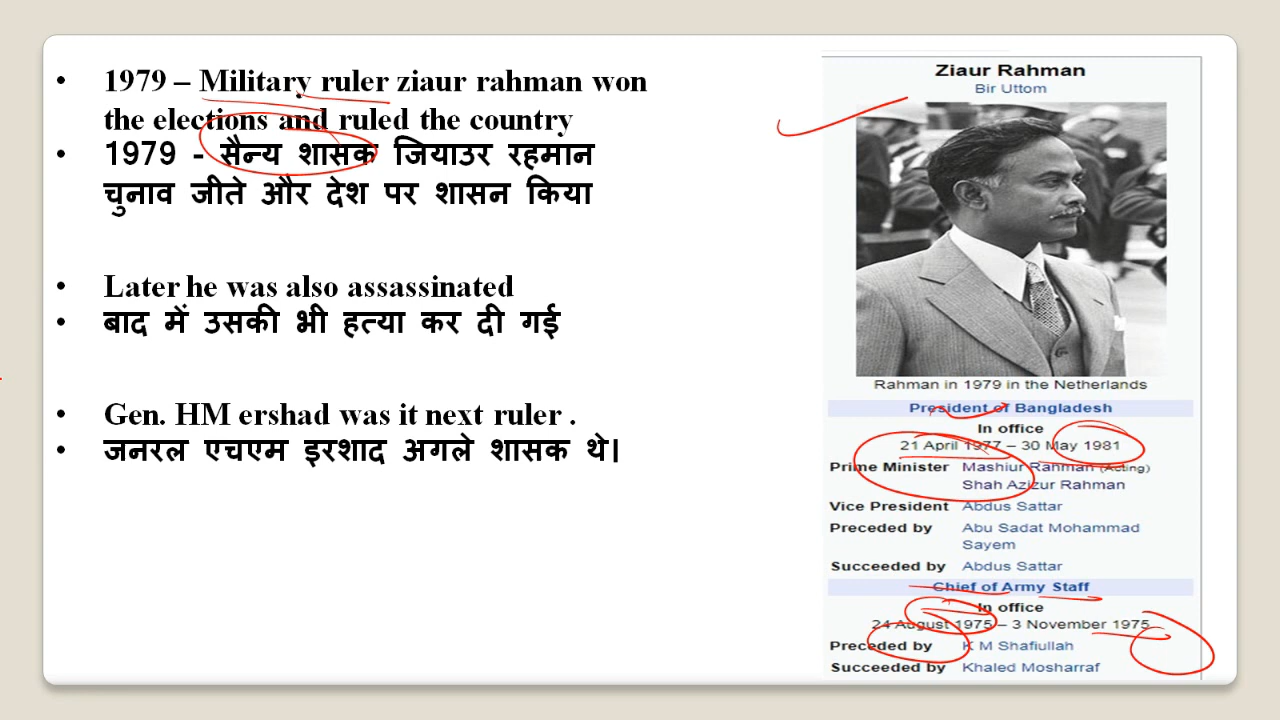 • 1979 – Military ruler ziaur rahman won
the elections and ruled the country
• 1979 - सैन्य शासक जियाउर रहमान
चुनाव जीते और देश पर शासन किया
• Later he was also assassinated
• बाद में उसकी भी हत्या कर दी गई
• Gen. HM ershad was it next ruler .
• जनरल एचएम इरशाद अगले शासक थे।
Ziaur Rahman
Bir Uttom
Rahman in 1979 in the Netherlands
President of Bangladesh
In office
21 April 1977 – 30 May 1981
Prime Minister Mashiur Rahman (Acting)
Shah Azizur Rahman
Vice President Abdus Sattar
Preceded by Abu Sadat Mohammad
Sayem
Succeeded by Abdus Sattar
Chief of Army Staff
In office
24 August 1975 – 3 November 1975
Preceded by K M Shafiullah
Succeeded by Khaled Mosharraf